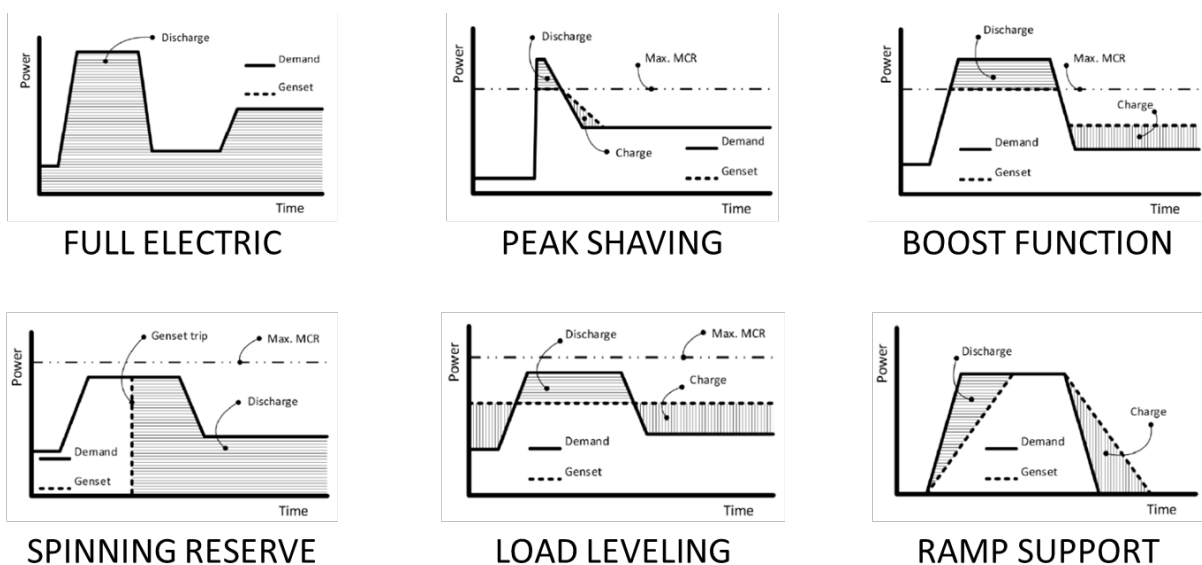 Discharge
Power
Demand
Genset
Time
FULL ELECTRIC
Discharge
Max. MCR
Power
Charge
Demand
Genset
Time
PEAK SHAVING
Discharge
Max. MCR
Power
Charge
Demand
Genset
Time
BOOST FUNCTION
Genset trip
Max. MCR
Power
Discharge
Demand
Genset
Time
SPINNING RESERVE
Discharge
Max. MCR
Power
Charge
Demand
Genset
Time
LOAD LEVELING
Discharge
Power
Charge
Demand
Genset
Time
RAMP SUPPORT